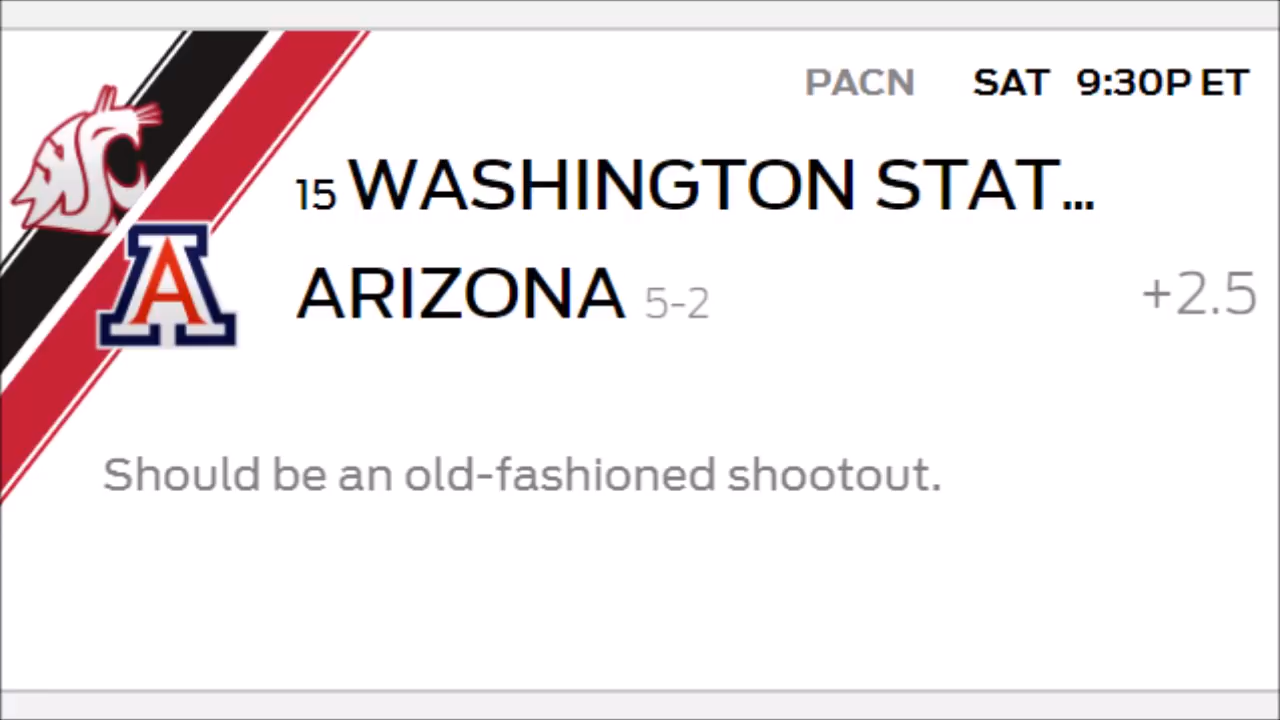 PACN SAT 9:30P ET
15 WASHINGTON STAT...
ARIZONA 5-2 +2.5
Should be an old-fashioned shootout.